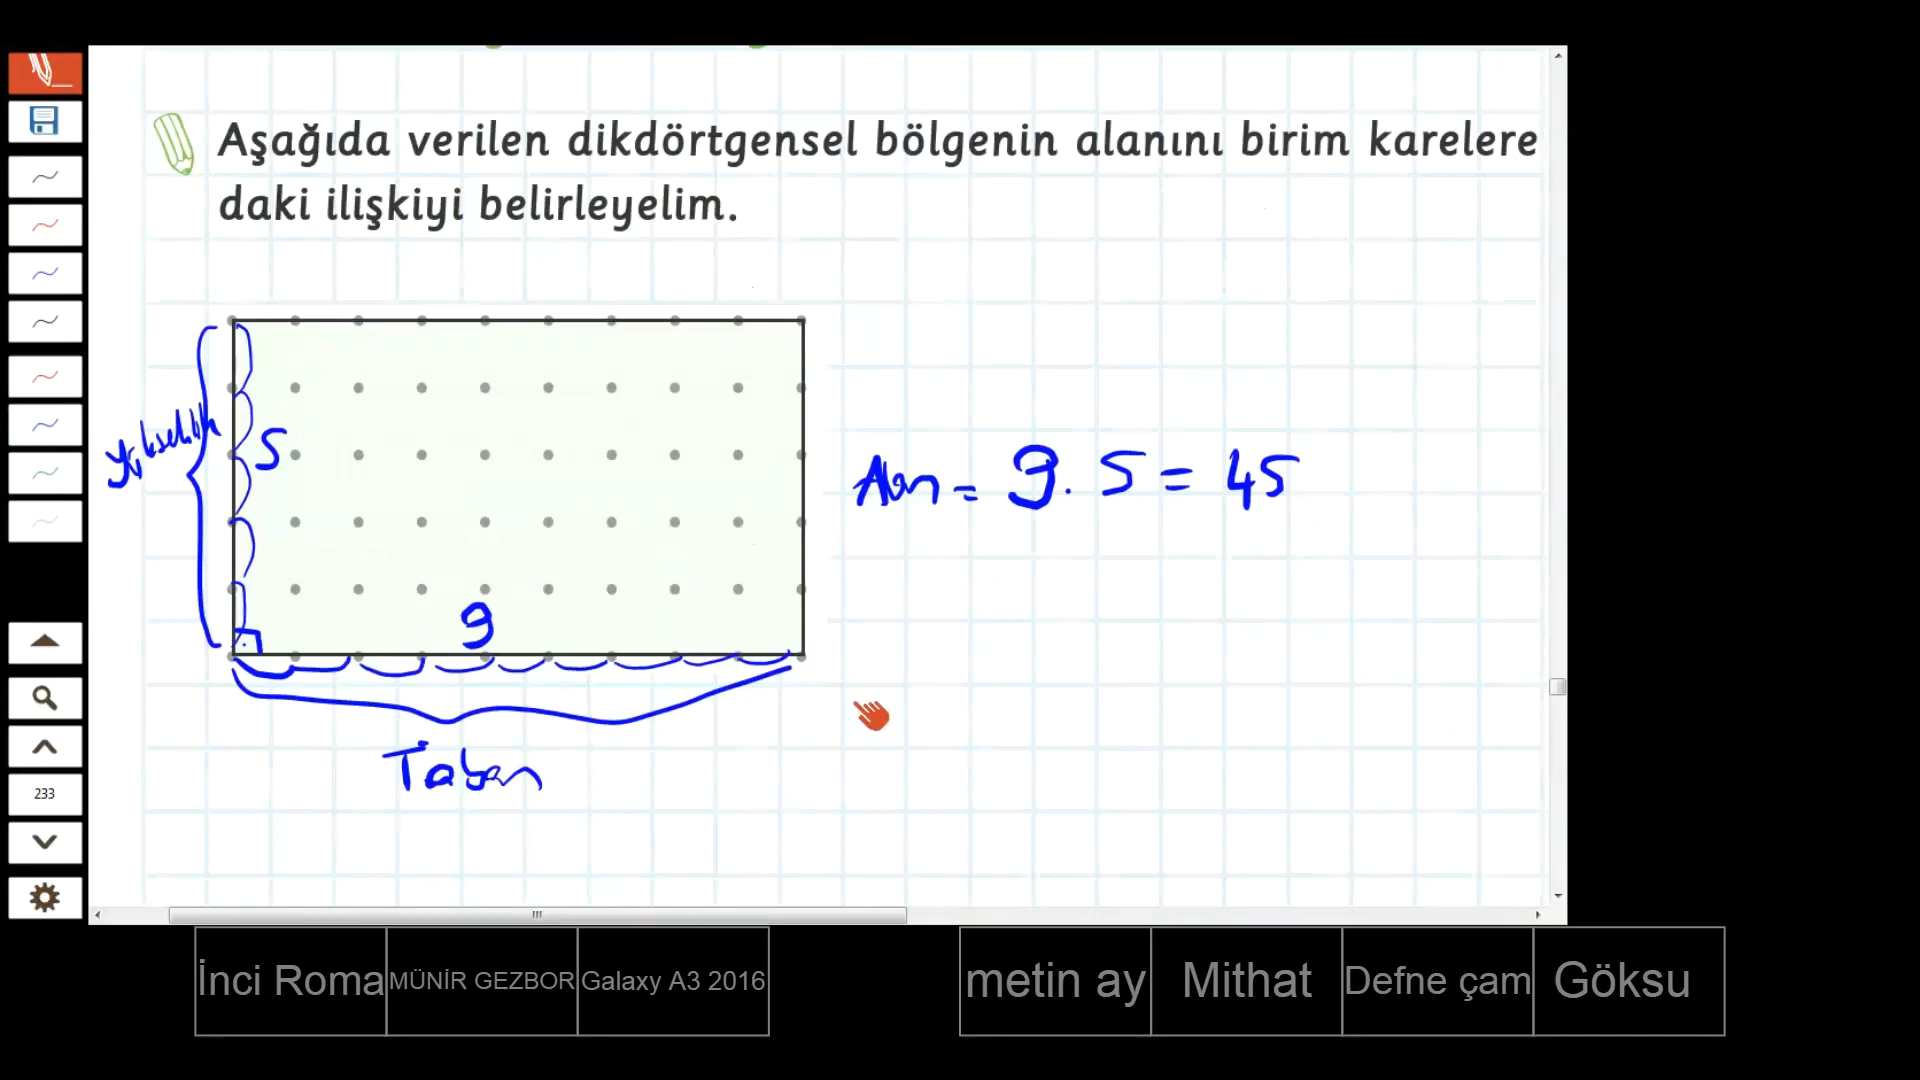 Aşağıda verilen dikdörtgensel bölgenin alanını birim karelere
daki ilişkiyi belirleyelim.
Yükseklik
5
Alan = 9. 5 = 45
9
Taban
233
İnci Roma
MÜNİR GEZBOR
Galaxy A3 2016
metin ay
Mithat
Defne çam
Göksu